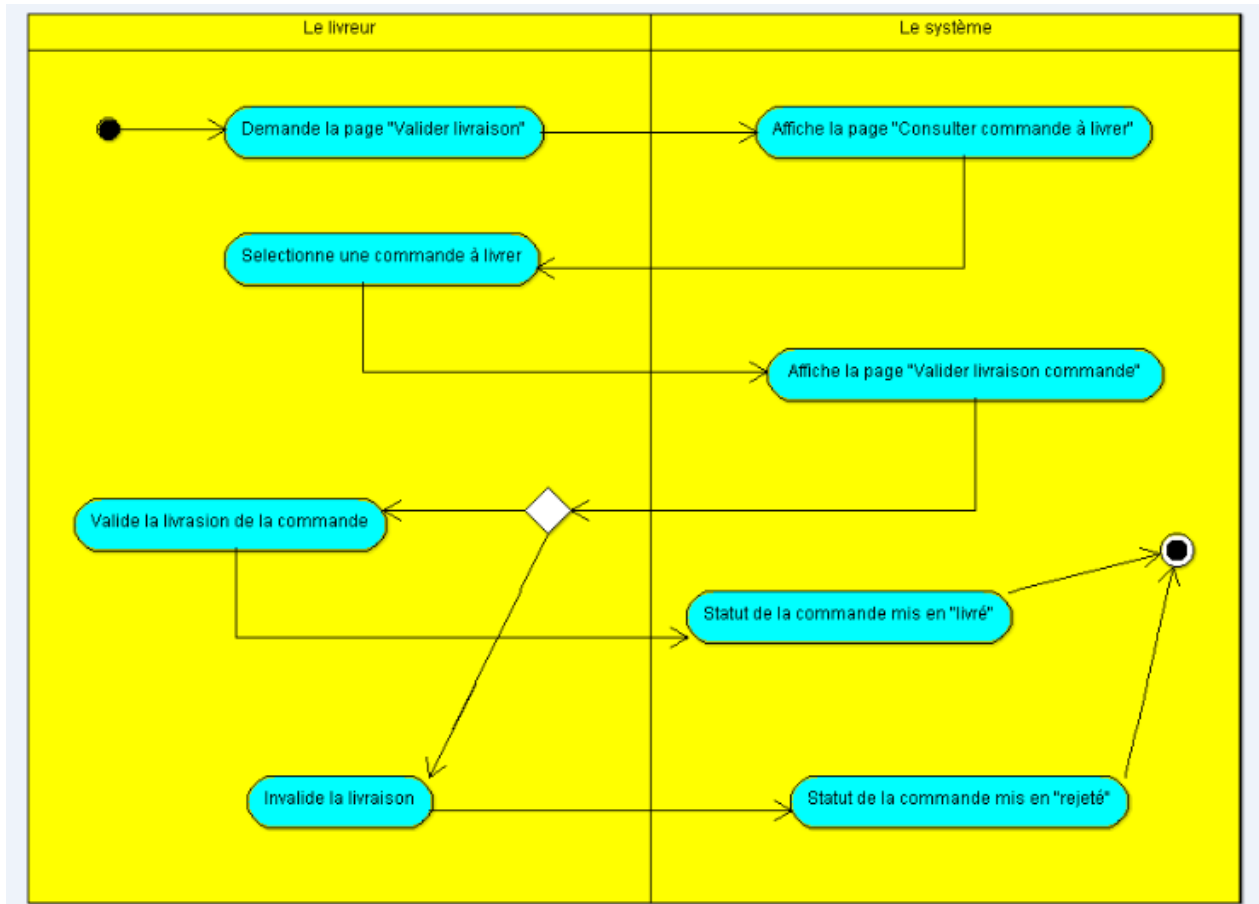 Le livreur
Le système
Demande la page "Valider livraison"
Affiche la page "Consulter commande à livrer"
Selectionne une commande à livrer
Affiche la page "Valider livraison commande"
Valide la livrasion de la commande
Statut de la commande mis en "livré"
Invalide la livraison
Statut de la commande mis en "rejeté"